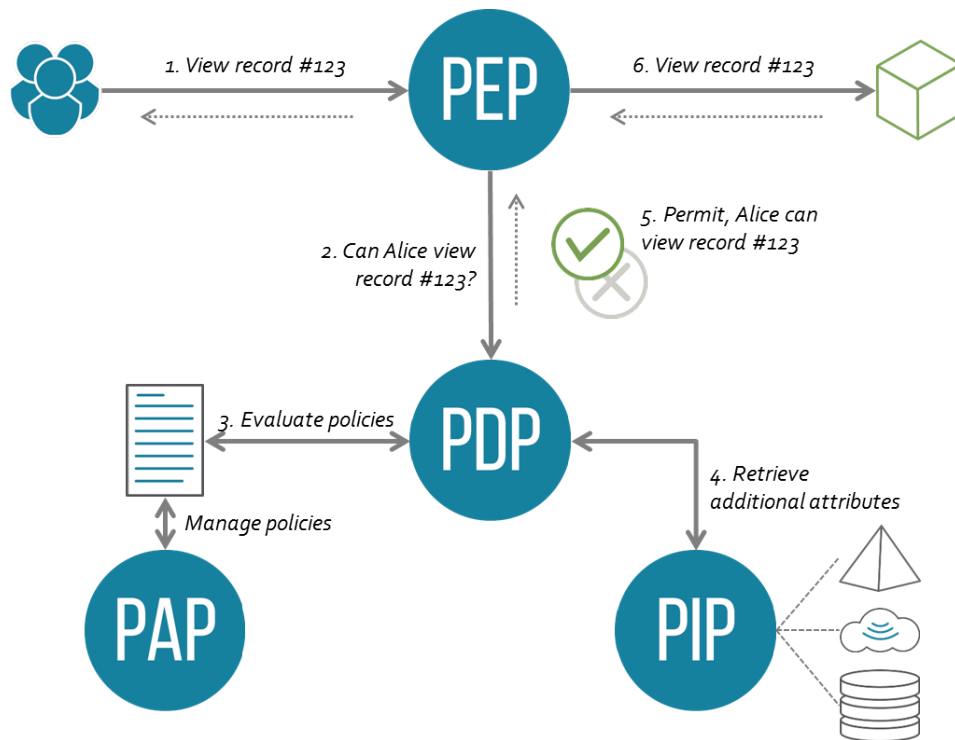 1. View record #123
PEP
6. View record #123
2. Can Alice view
record #123?
5. Permit, Alice can
view record #123
3. Evaluate policies
PDP
4. Retrieve
additional attributes
Manage policies
PAP
PIP